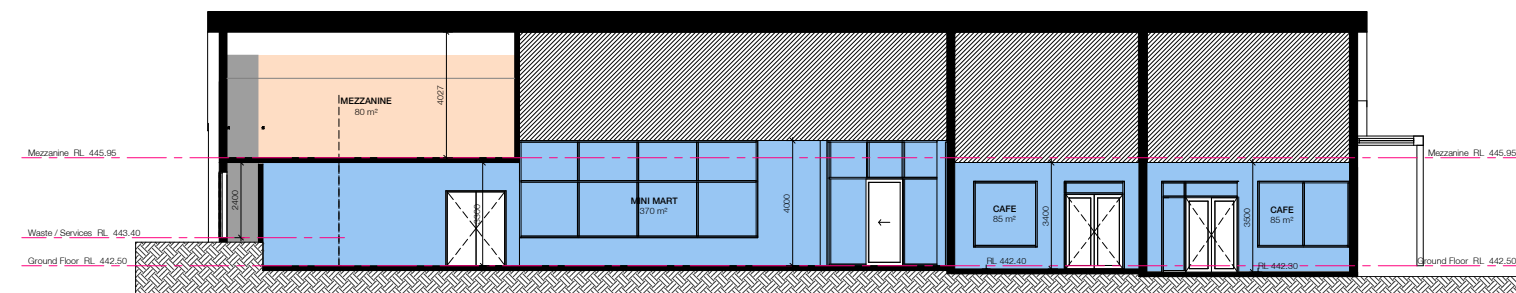 4027
MEZZANINE
80 m²
Mezzanine RL 445.95
Mezzanine RL 445.95
2400
MINI MART
370 m²
4000
CAFE
85 m²
3400
3500
CAFE
85 m²
Waste / Services RL 443.40
Ground Floor RL 442.50
RL 442.40
RL 442.30
Ground Floor RL 442.50